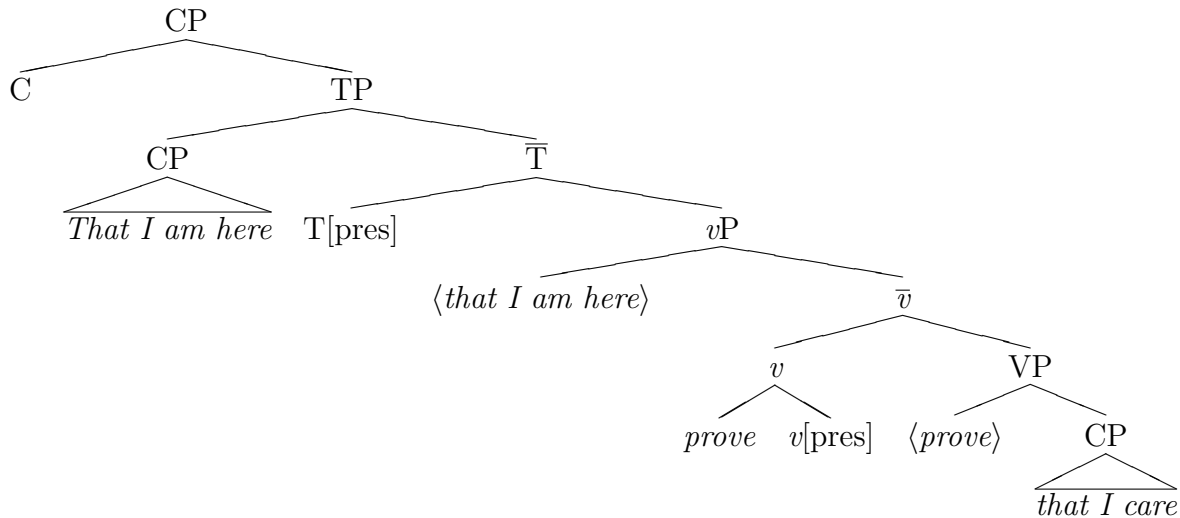 CP
C TP
CP T̅
That I am here T[pres] vP
⟨that I am here⟩ v̅
v VP
prove v[pres] ⟨prove⟩ CP
that I care